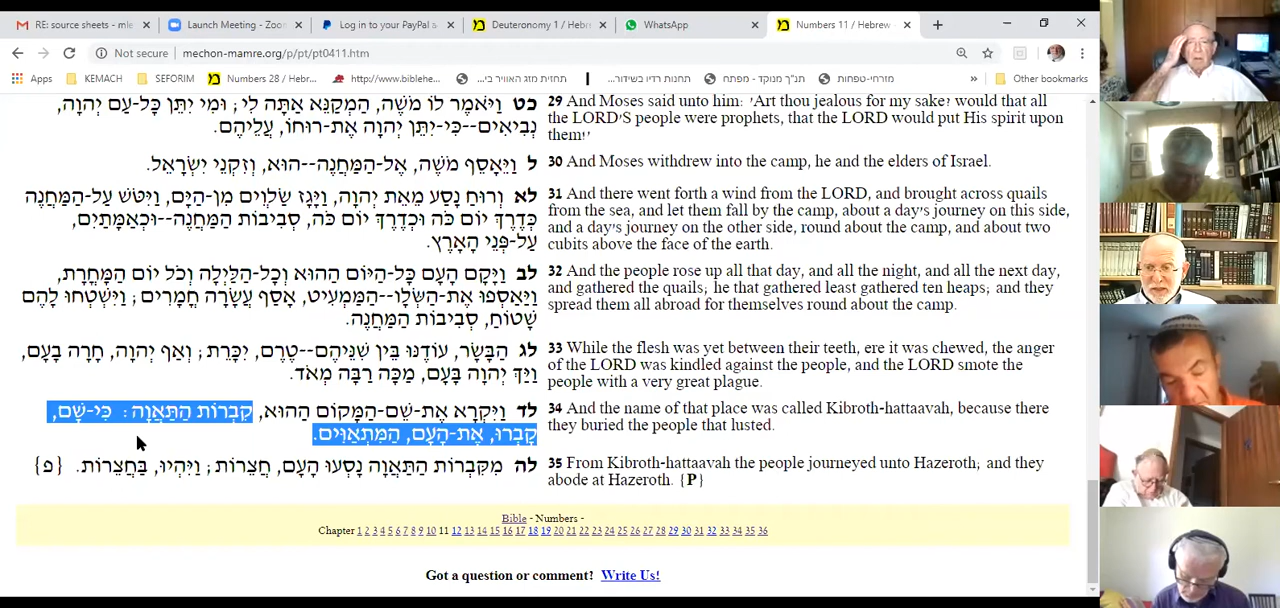 RE: source sheets - mle
Launch Meeting - Zoom
Log in to your PayPal a
Deuteronomy 1 / Hebrew
WhatsApp
Numbers 11 / Hebrew
Not secure
mechon-mamre.org/p/pt/pt0411.htm
Apps
KEMACH
SEFORIM
Numbers 28 / Hebr...
http://www.biblehe...
תחזית מזג האוויר בי...
תחנות רדיו בשידור...
תנ"ך מנוקד - מפתח
מזרחי-טפחות
»
Other bookmarks
כט וַיֹּאמֶר לוֹ מֹשֶׁה, הַמְקַנֵּא אַתָּה לִי; וּמִי יִתֵּן כָּל-עַם יְהוָה,
נְבִיאִים--כִּי-יִתֵּן יְהוָה אֶת-רוּחוֹ, עֲלֵיהֶם.
29 And Moses said unto him: 'Art thou jealous for my sake? would that all
the LORD'S people were prophets, that the LORD would put His spirit upon
them!'
ל וַיֵּאָסֵף מֹשֶׁה, אֶל-הַמַּחֲנֶה--הוּא, וְזִקְנֵי יִשְׂרָאֵל.
30 And Moses withdrew into the camp, he and the elders of Israel.
לא וְרוּחַ נָסַע מֵאֵת יְהוָה, וַיָּגָז שַׂלְוִים מִן-הַיָּם, וַיִּטֹּשׁ עַל-הַמַּחֲנֶה
כְּדֶרֶךְ יוֹם כֹּה וּכְדֶרֶךְ יוֹם כֹּה, סְבִיבוֹת הַמַּחֲנֶה--וּכְאַמָּתַיִם,
עַל-פְּנֵי הָאָרֶץ.
31 And there went forth a wind from the LORD, and brought across quails
from the sea, and let them fall by the camp, about a day's journey on this side,
and a day's journey on the other side, round about the camp, and about two
cubits above the face of the earth.
לב וַיָּקָם הָעָם כָּל-הַיּוֹם הַהוּא וְכָל-הַלַּיְלָה וְכֹל יוֹם הַמָּחֳרָת,
וַיַּאַסְפוּ אֶת-הַשְּׂלָו--הַמַּמְעִיט, אָסַף עֲשָׂרָה חֳמָרִים; וַיִּשְׁטְחוּ לָהֶם
שָׁטוֹחַ, סְבִיבוֹת הַמַּחֲנֶה.
32 And the people rose up all that day, and all the night, and all the next day,
and gathered the quails; he that gathered least gathered ten heaps; and they
spread them all abroad for themselves round about the camp.
לג הַבָּשָׂר, עוֹדֶנּוּ בֵּין שִׁנֵּיהֶם--טֶרֶם, יִכָּרֵת; וְאַף יְהוָה, חָרָה בָעָם,
וַיַּךְ יְהוָה בָּעָם, מַכָּה רַבָּה מְאֹד.
33 While the flesh was yet between their teeth, ere it was chewed, the anger
of the LORD was kindled against the people, and the LORD smote the
people with a very great plague.
לד וַיִּקְרָא אֶת-שֵׁם-הַמָּקוֹם הַהוּא, קִבְרוֹת הַתַּאֲוָה: כִּי-שָׁם,
קָבְרוּ, אֶת-הָעָם, הַמִּתְאַוִּים.
34 And the name of that place was called Kibroth-hattaavah, because there
they buried the people that lusted.
לה מִקִּבְרוֹת הַתַּאֲוָה נָסְעוּ הָעָם, חֲצֵרוֹת; וַיִּהְיוּ, בַּחֲצֵרוֹת. {פ}
35 From Kibroth-hattaavah the people journeyed unto Hazeroth; and they
abode at Hazeroth. {P}
Bible - Numbers -
Chapter 1 2 3 4 5 6 7 8 9 10 11 12 13 14 15 16 17 18 19 20 21 22 23 24 25 26 27 28 29 30 31 32 33 34 35 36
Got a question or comment? Write Us!